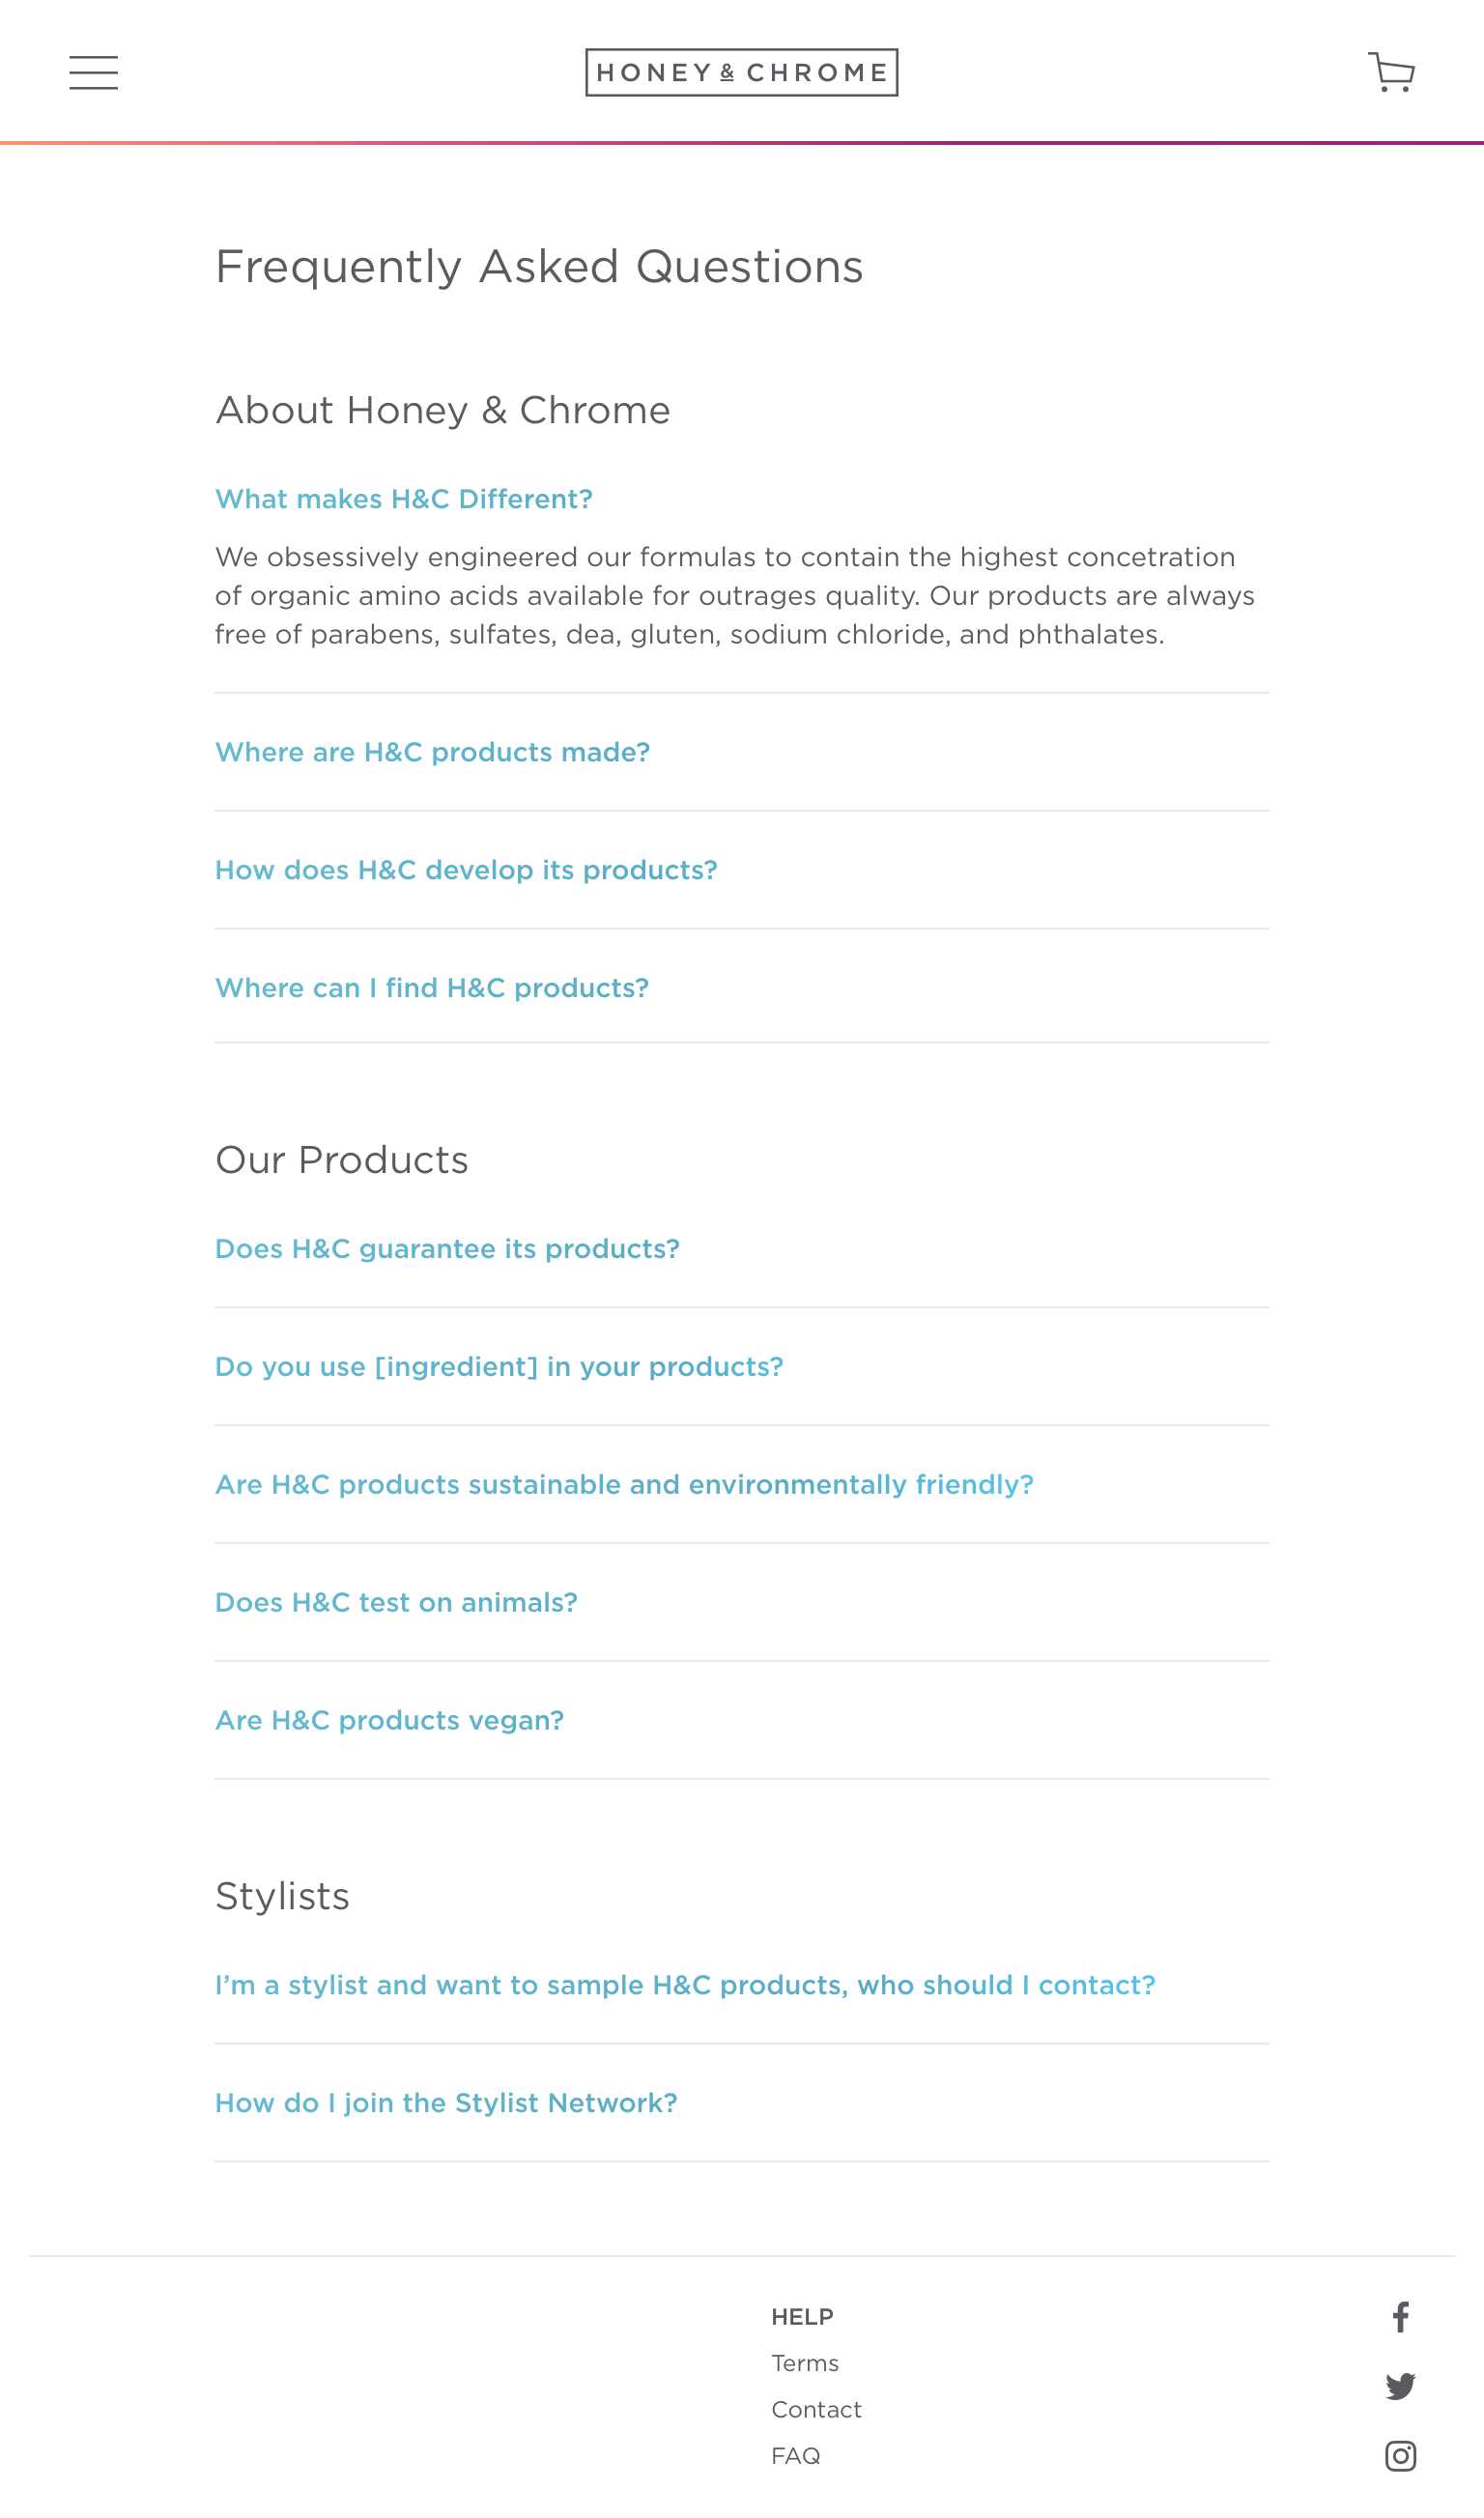 HONEY & CHROME
Frequently Asked Questions
About Honey & Chrome
What makes H&C Different?
We obsessively engineered our formulas to contain the highest concetration
of organic amino acids available for outrages quality. Our products are always
free of parabens, sulfates, dea, gluten, sodium chloride, and phthalates.
Where are H&C products made?
How does H&C develop its products?
Where can I find H&C products?
Our Products
Does H&C guarantee its products?
Do you use [ingredient] in your products?
Are H&C products sustainable and environmentally friendly?
Does H&C test on animals?
Are H&C products vegan?
Stylists
I’m a stylist and want to sample H&C products, who should I contact?
How do I join the Stylist Network?
HELP
Terms
Contact
FAQ